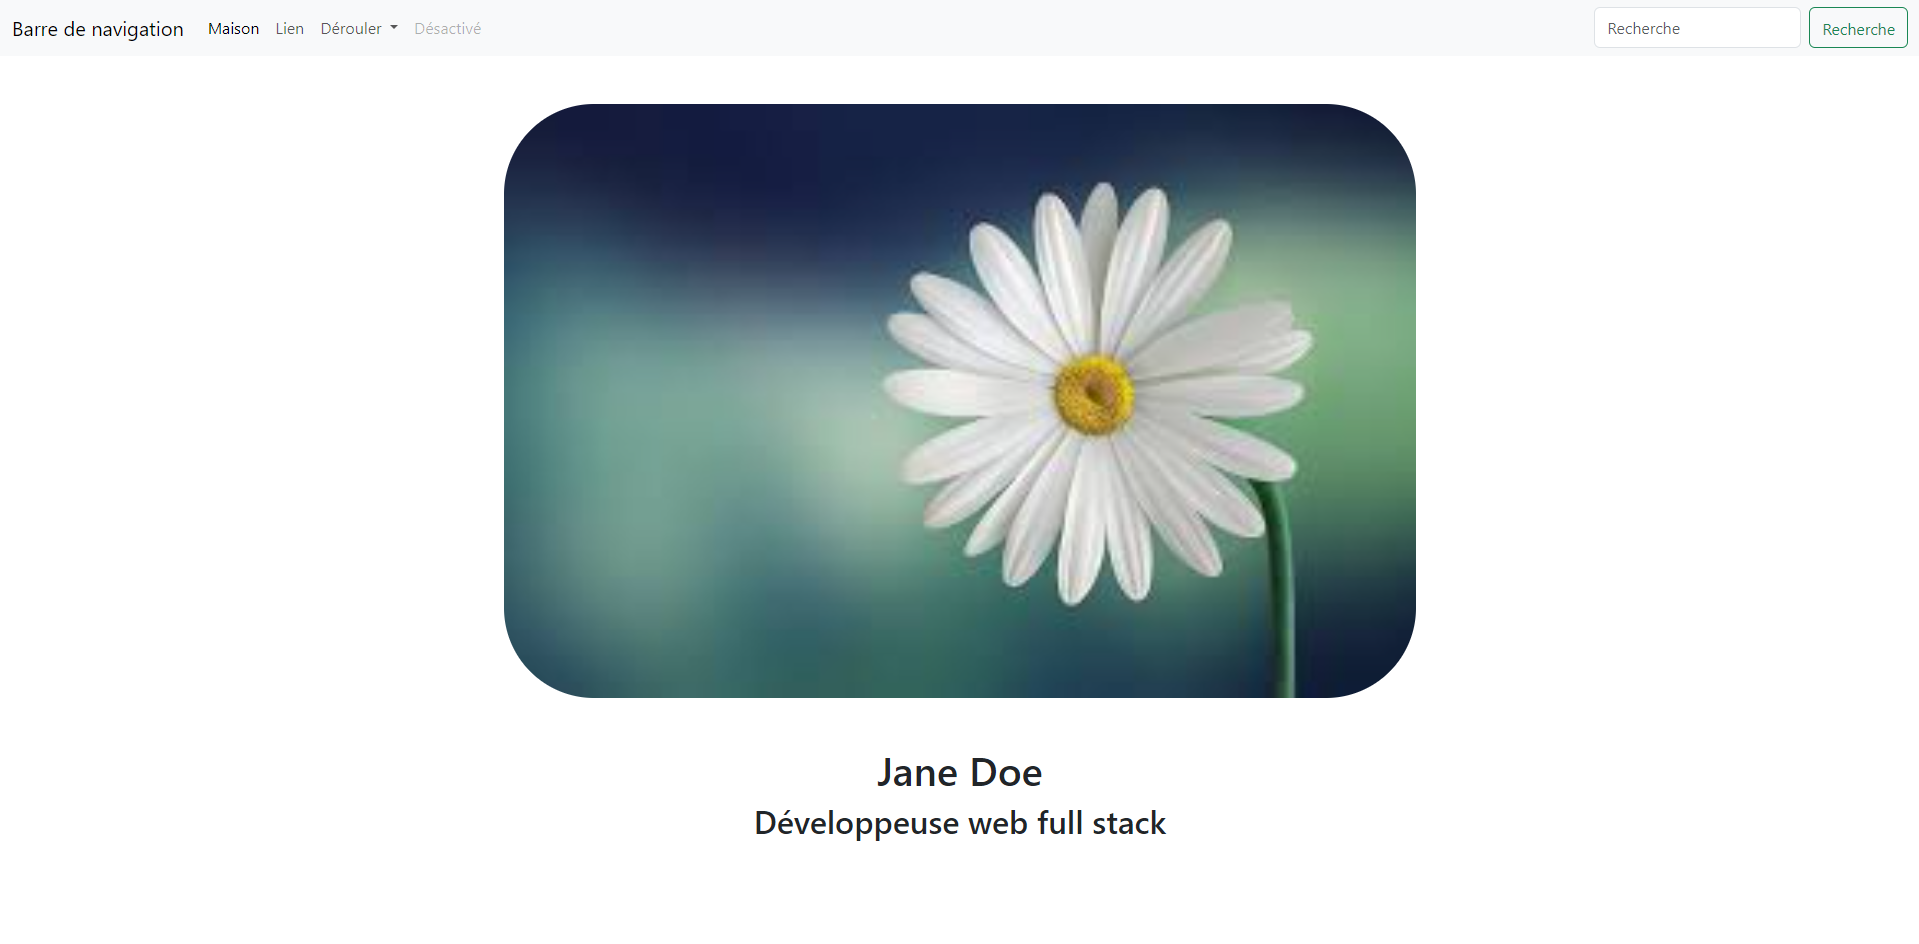 Barre de navigation Maison Lien Dérouler Désactivé Recherche Recherche
Jane Doe
Développeuse web full stack